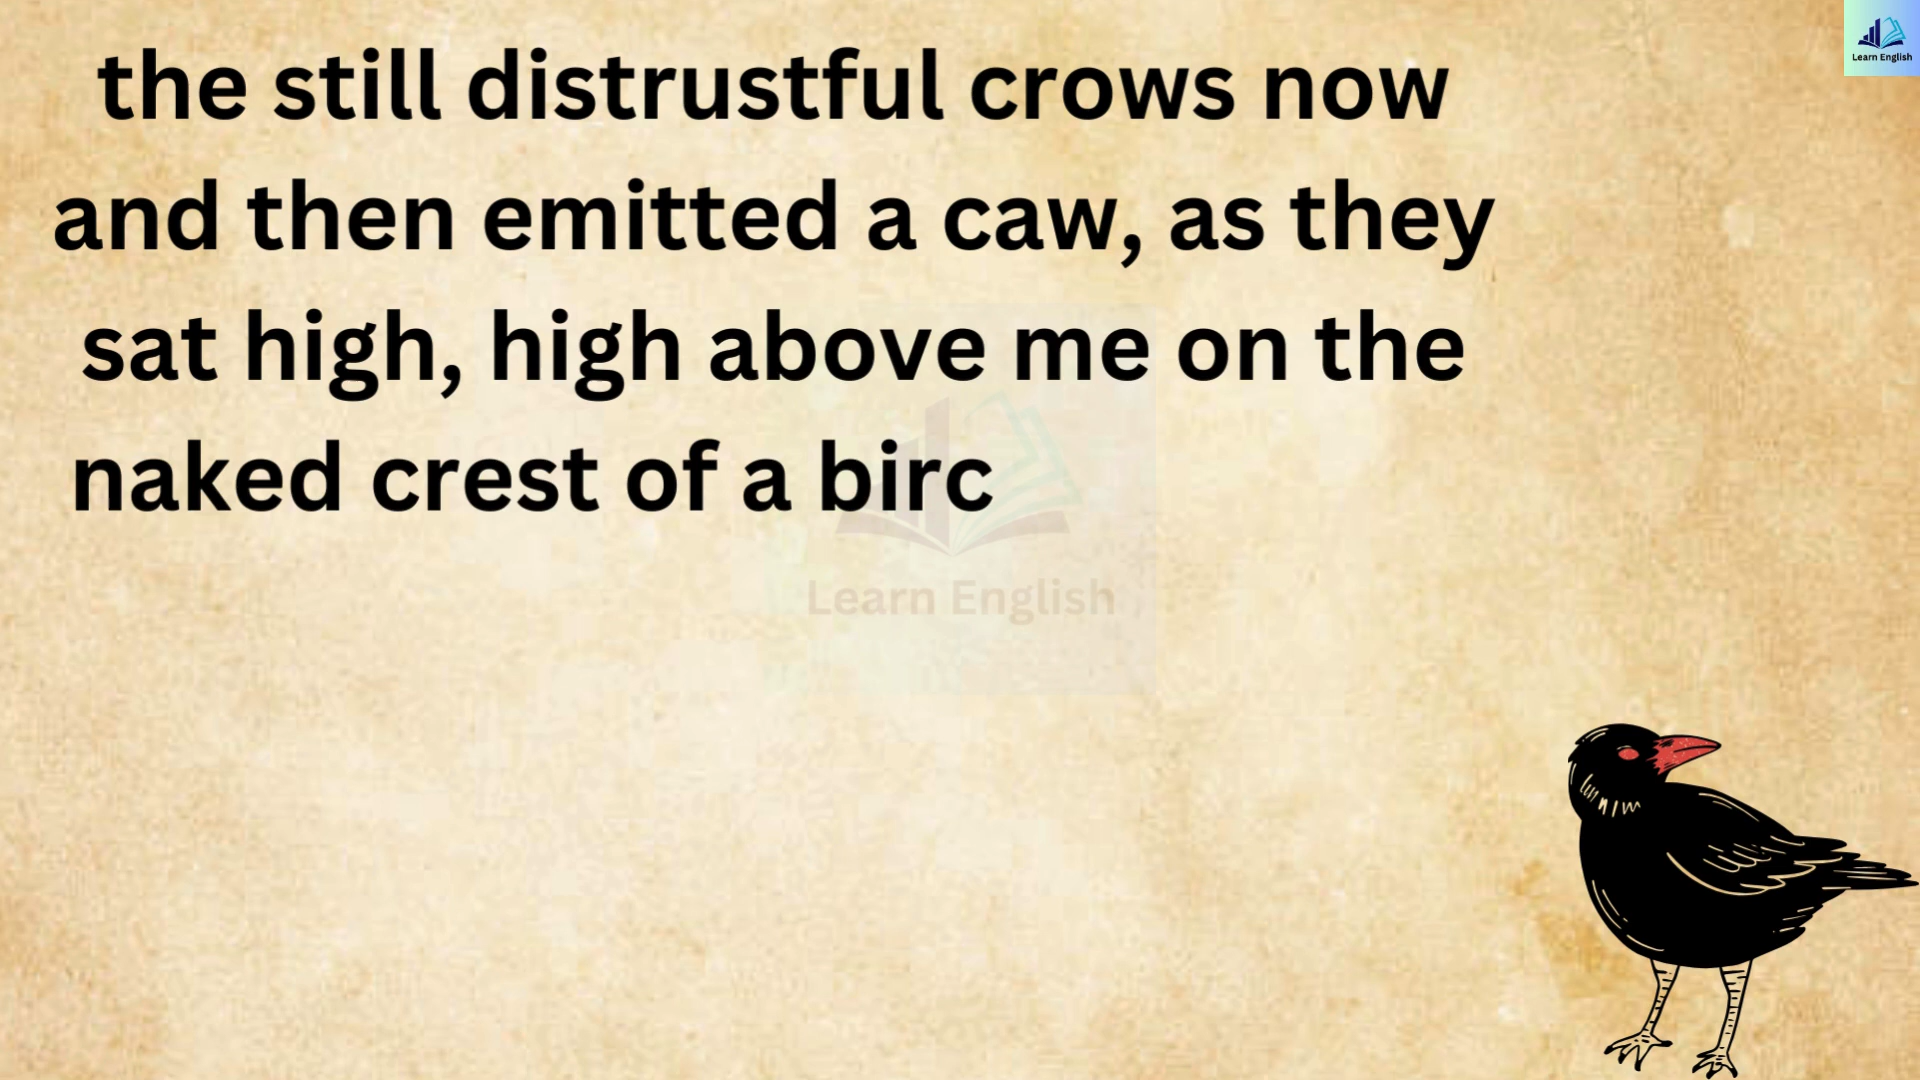 the still distrustful crows now
and then emitted a caw, as they
sat high, high above me on the
naked crest of a birc
Learn English
Learn English